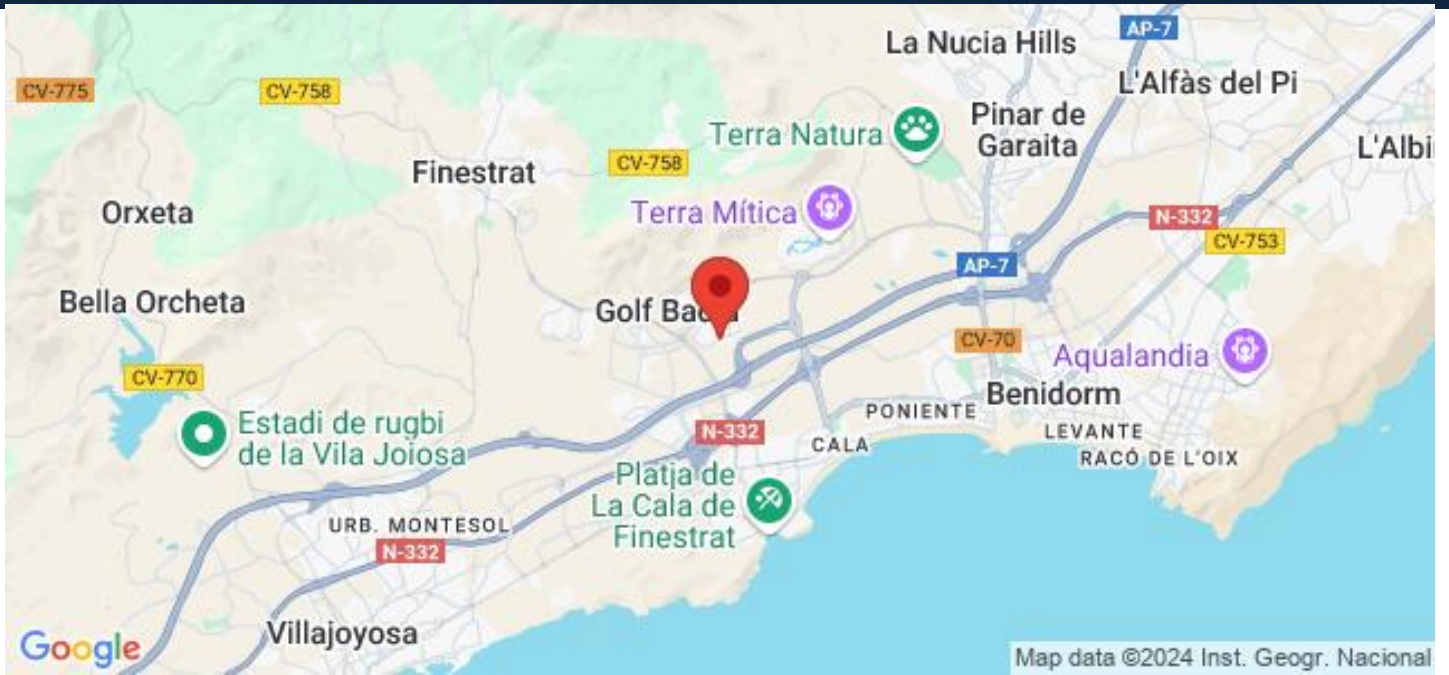 AP-7
La Nucia Hills
L'Alfàs del Pi
CV-775
CV-758
Pinar de
Garaita
Terra Natura
L'Albi
Finestrat
CV-758
Orxeta
Terra Mítica
N-332
CV-753
AP-7
Bella Orcheta
Golf Ba
CV-70
Aqualandia
CV-770
Benidorm
PONIENTE
Estadi de rugbi
de la Vila Joiosa
N-332
LEVANTE
CALA
RACÓ DE L'OIX
Platja de
La Cala de
Finestrat
URB. MONTESOL
N-332
Villajoyosa
Google
Map data ©2024 Inst. Geogr. Nacional